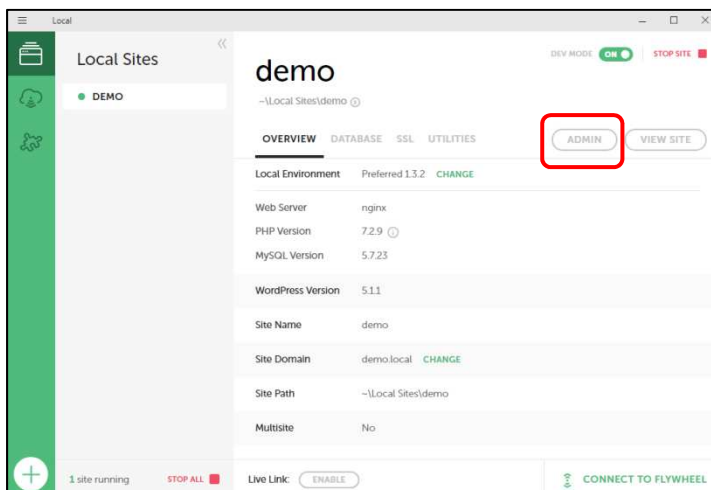 Local
Local Sites
DEMO
1 site running STOP ALL
demo
~\Local Sites\demo
DEV MODE ON STOP SITE
OVERVIEW DATABASE SSL UTILITIES
ADMIN VIEW SITE
Local Environment Preferred 1.3.2 CHANGE
Web Server nginx
PHP Version 7.2.9
MySQL Version 5.7.23
WordPress Version 5.1.1
Site Name demo
Site Domain demo.local CHANGE
Site Path ~\Local Sites\demo
Multisite No
Live Link: ENABLE
CONNECT TO FLYWHEEL